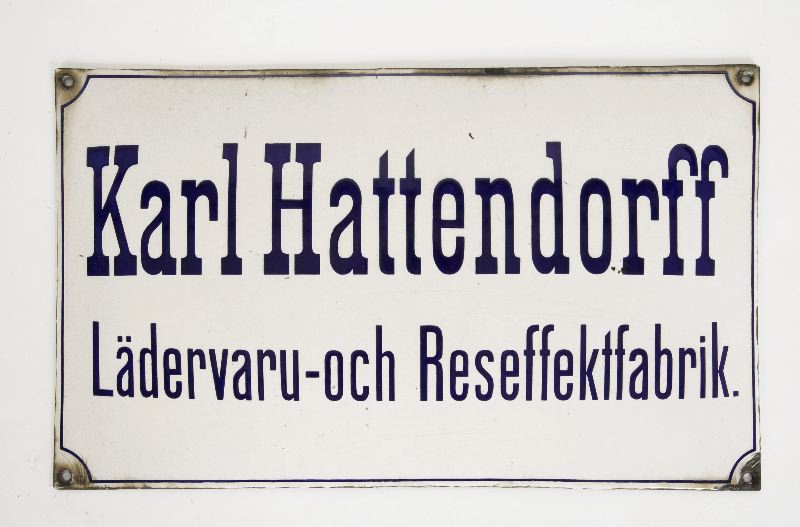 Karl Hattendorff
Lädervaru-och Reseffektfabrik.